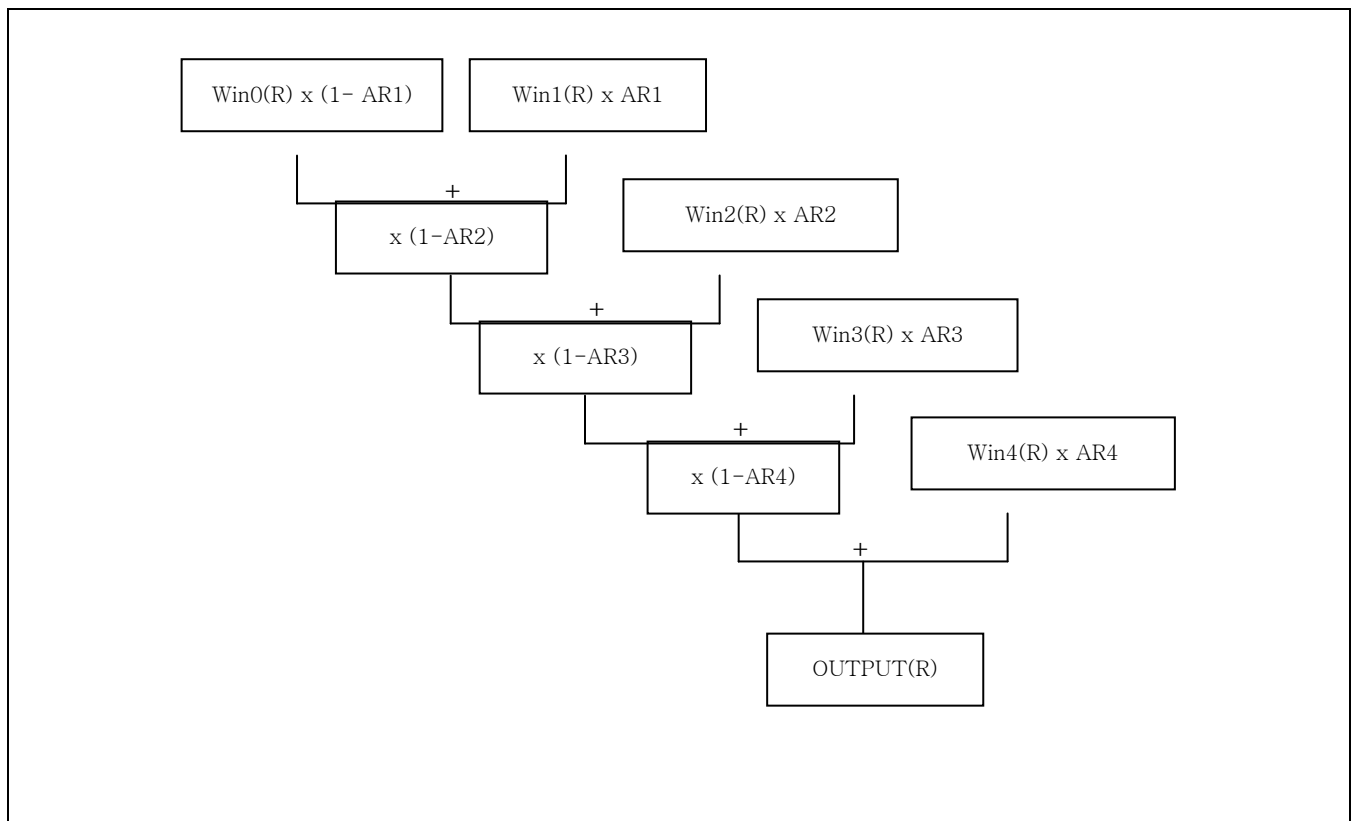 Win0(R) x (1- AR1)
Win1(R) x AR1
+
x (1-AR2)
Win2(R) x AR2
+
x (1-AR3)
Win3(R) x AR3
+
x (1-AR4)
Win4(R) x AR4
+
OUTPUT(R)